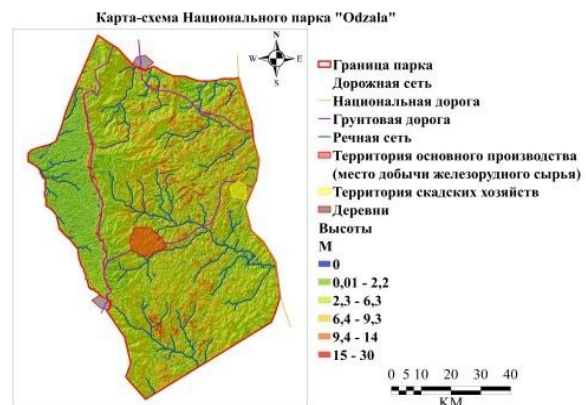 Карта-схема Национального парка "Odzala"
N
W E
S
Граница парка
Дорожная сеть
Национальная дорога
Грунтовая дорога
Речная сеть
Территория основного производства
(место добычи железорудного сырья)
Территория скадских хозяйств
Деревни
Высоты
М
0
0,01 - 2,2
2,3 - 6,3
6,4 - 9,3
9,4 - 14
15 - 30
0 5 10 20 30 40
КМ